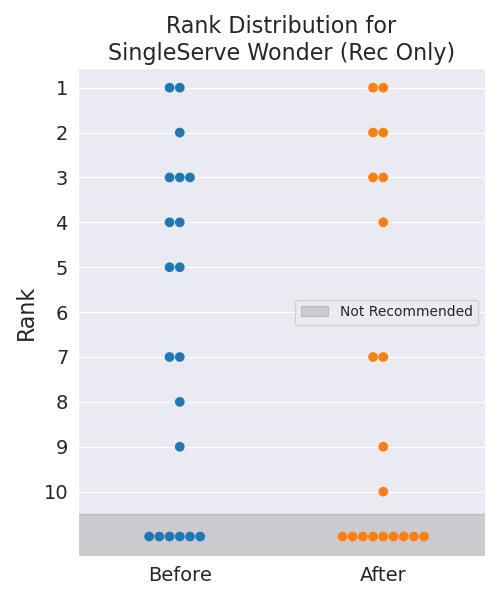 Rank Distribution for
SingleServe Wonder (Rec Only)
Rank
1
2
3
4
5
6
7
8
9
10
Not Recommended
Before
After